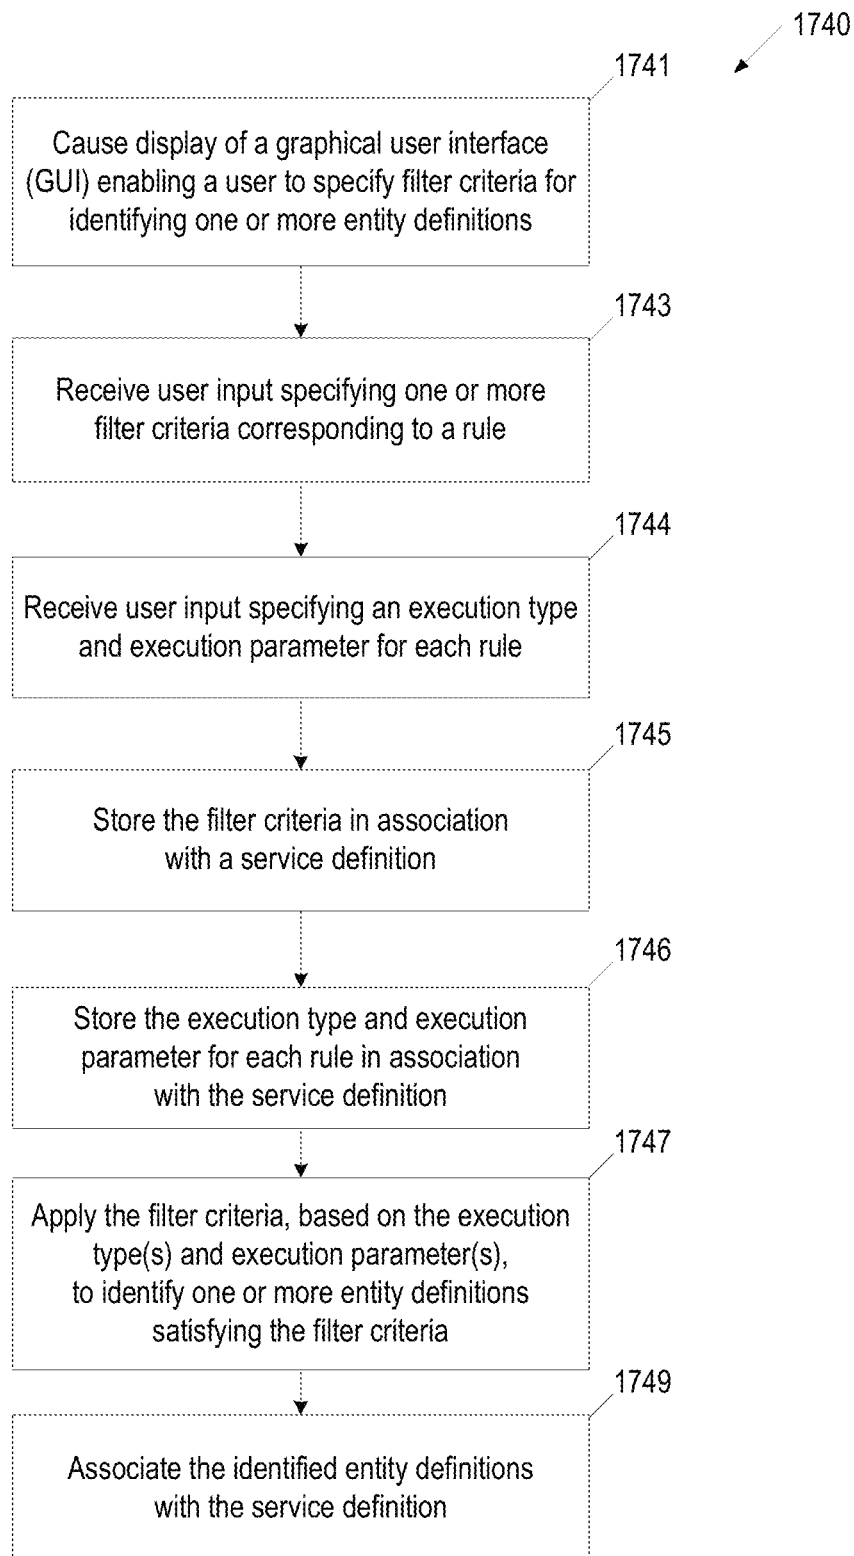 1740
1741
Cause display of a graphical user interface
(GUI) enabling a user to specify filter criteria for
identifying one or more entity definitions
1743
Receive user input specifying one or more
filter criteria corresponding to a rule
1744
Receive user input specifying an execution type
and execution parameter for each rule
1745
Store the filter criteria in association
with a service definition
1746
Store the execution type and execution
parameter for each rule in association
with the service definition
1747
Apply the filter criteria, based on the execution
type(s) and execution parameter(s),
to identify one or more entity definitions
satisfying the filter criteria
1749
Associate the identified entity definitions
with the service definition